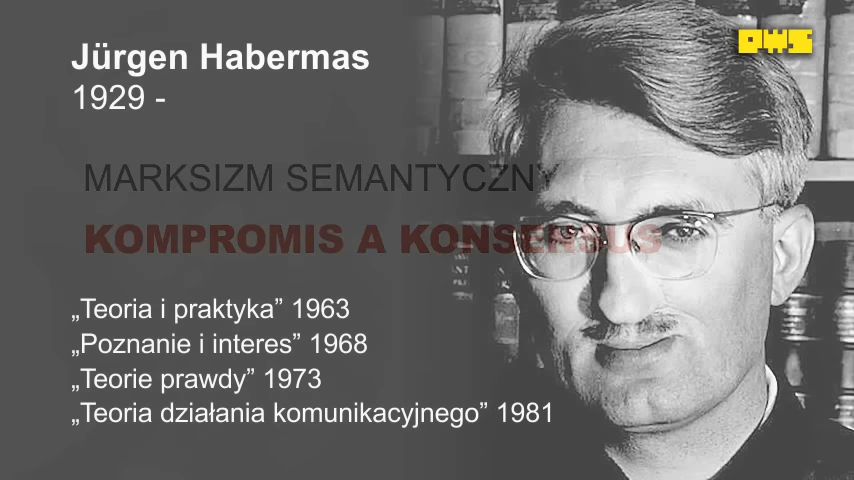 OWS
Jürgen Habermas
1929 -
MARKSIZM SEMANTYCZNY
KOMPROMIS A KONSENSUS
„Teoria i praktyka” 1963
„Poznanie i interes” 1968
„Teorie prawdy” 1973
„Teoria działania komunikacyjnego” 1981